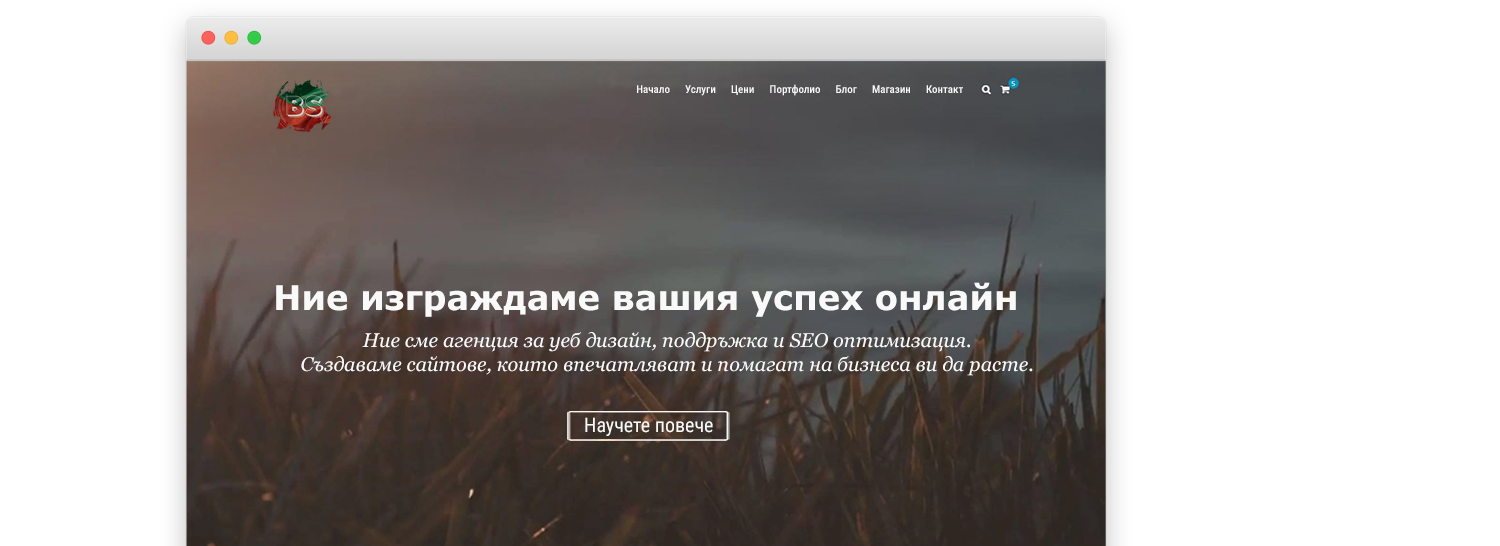 BS
Начало Услуги Цени Портфолио Блог Магазин Контакт 5
Ние изграждаме вашия успех онлайн
Ние сме агенция за уеб дизайн, поддръжка и SEO оптимизация.
Създаваме сайтове, които впечатляват и помагат на бизнеса ви да расте.
Научете повече